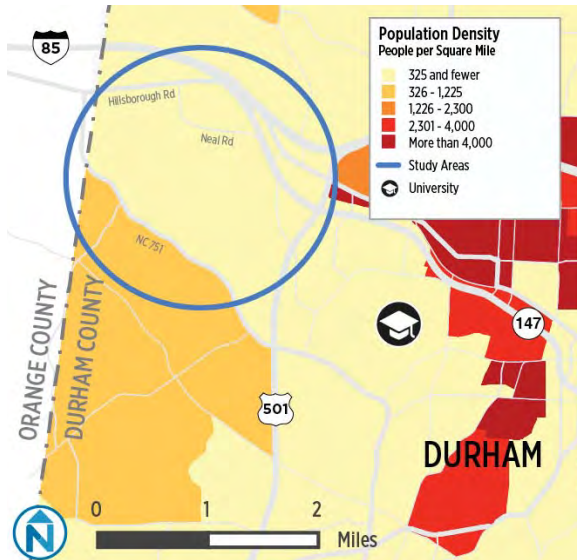 85
Hillsborough Rd
Neal Rd
NC 751
ORANGE COUNTY
DURHAM COUNTY
501
147
DURHAM
Population Density
People per Square Mile
325 and fewer
326 - 1,225
1,226 - 2,300
2,301 - 4,000
More than 4,000
Study Areas
University
N
0 1 2
Miles